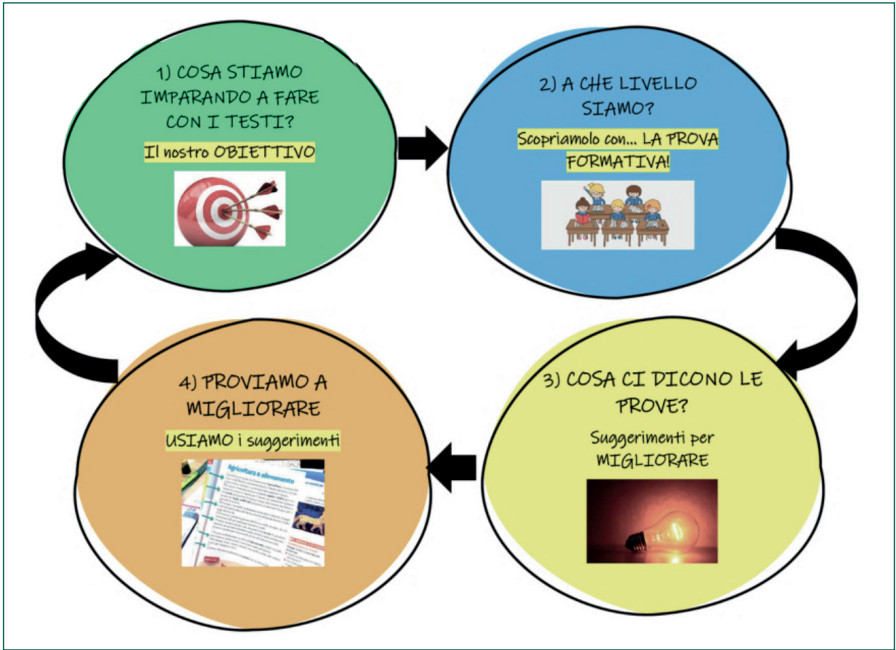 1) COSA STIAMO
IMPARANDO A FARE
CON I TESTI?
Il nostro OBIETTIVO
2) A CHE LIVELLO
SIAMO?
Scopriamolo con... LA PROVA
FORMATIVA!
3) COSA CI DICONO LE
PROVE?
Suggerimenti per
MIGLIORARE
4) PROVIAMO A
MIGLIORARE
USIAMO i suggerimenti
Agricoltura e allevamento